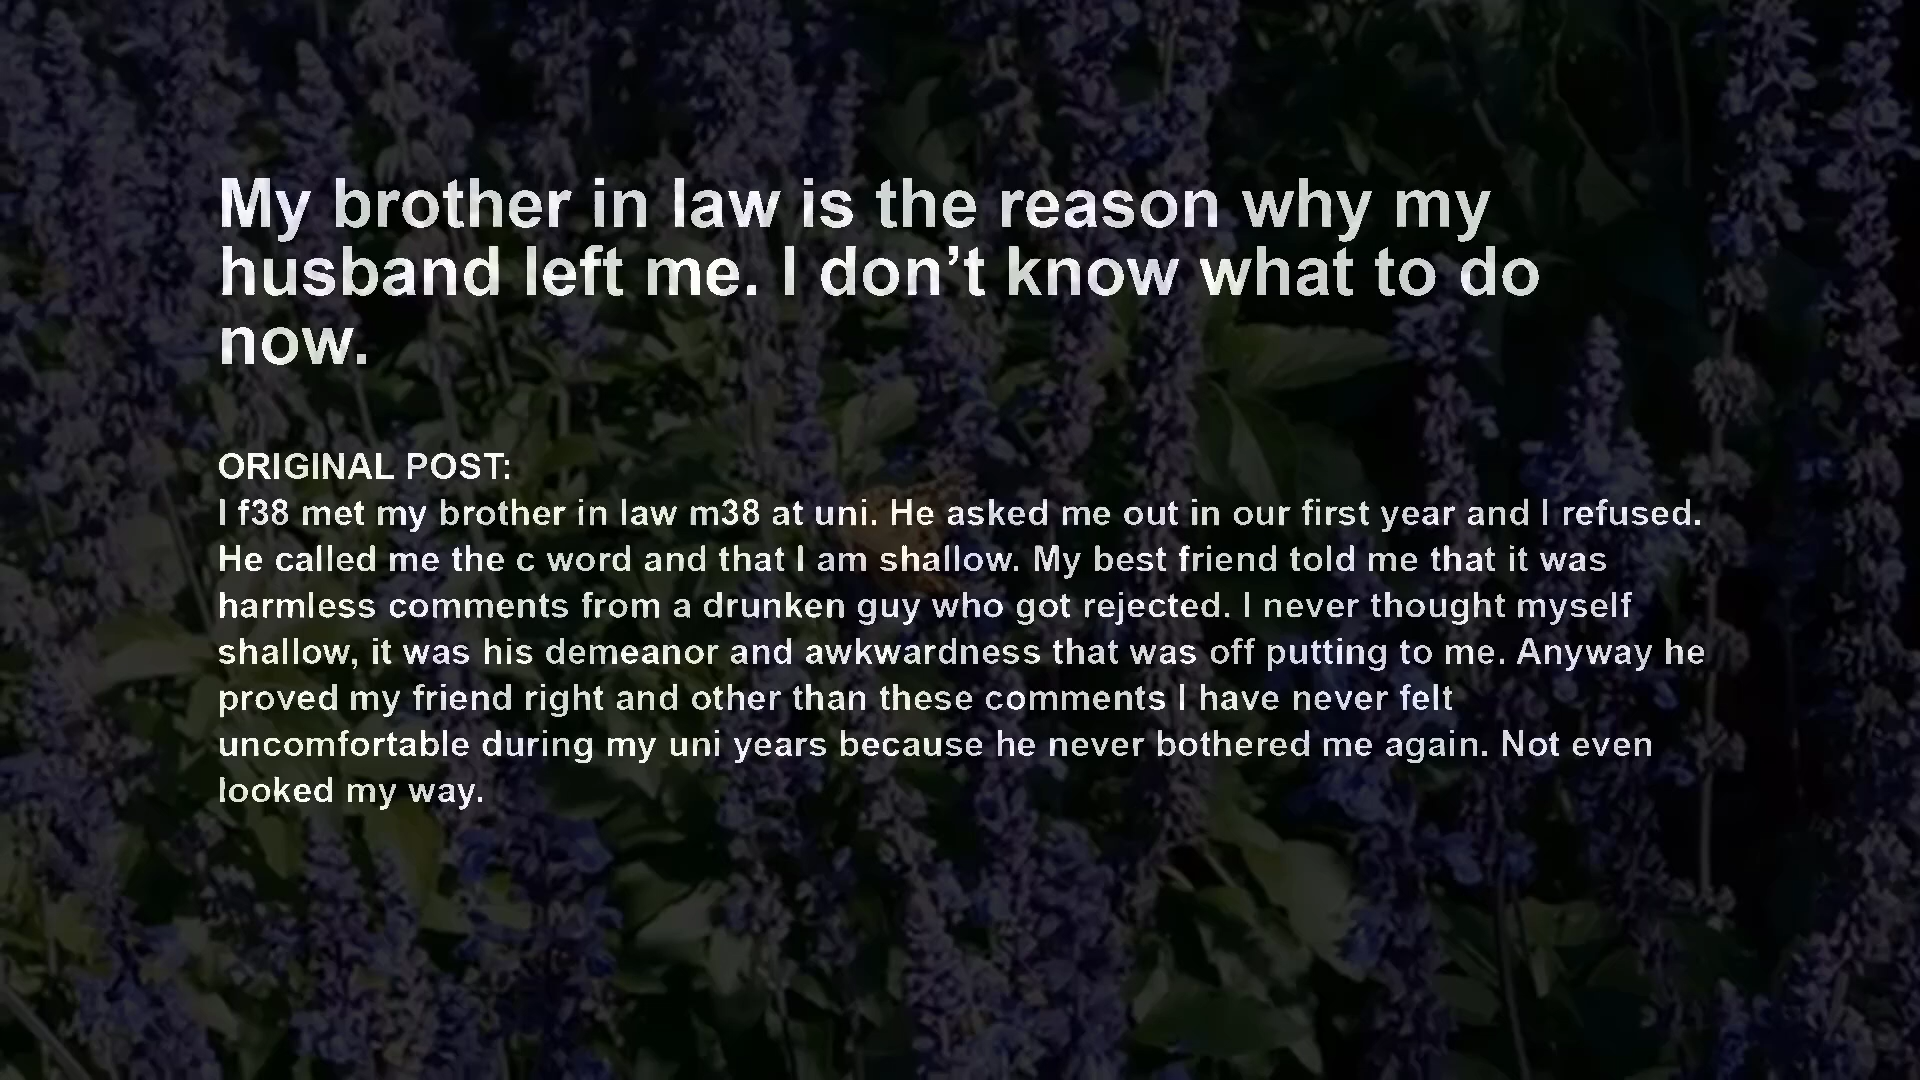 My brother in law is the reason why my
husband left me. I don’t know what to do
now.
ORIGINAL POST:
I f38 met my brother in law m38 at uni. He asked me out in our first year and I refused.
He called me the c word and that I am shallow. My best friend told me that it was
harmless comments from a drunken guy who got rejected. I never thought myself
shallow, it was his demeanor and awkwardness that was off putting to me. Anyway he
proved my friend right and other than these comments I have never felt
uncomfortable during my uni years because he never bothered me again. Not even
looked my way.